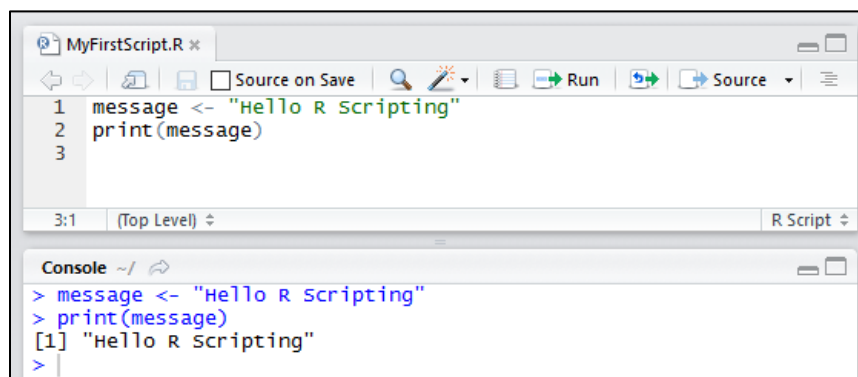 MyFirstScript.R
Source on Save Run Source
1 message <- "Hello R Scripting"
2 print(message)
3
3:1 (Top Level) R Script
Console ~/
> message <- "Hello R Scripting"
> print(message)
[1] "Hello R Scripting"
>